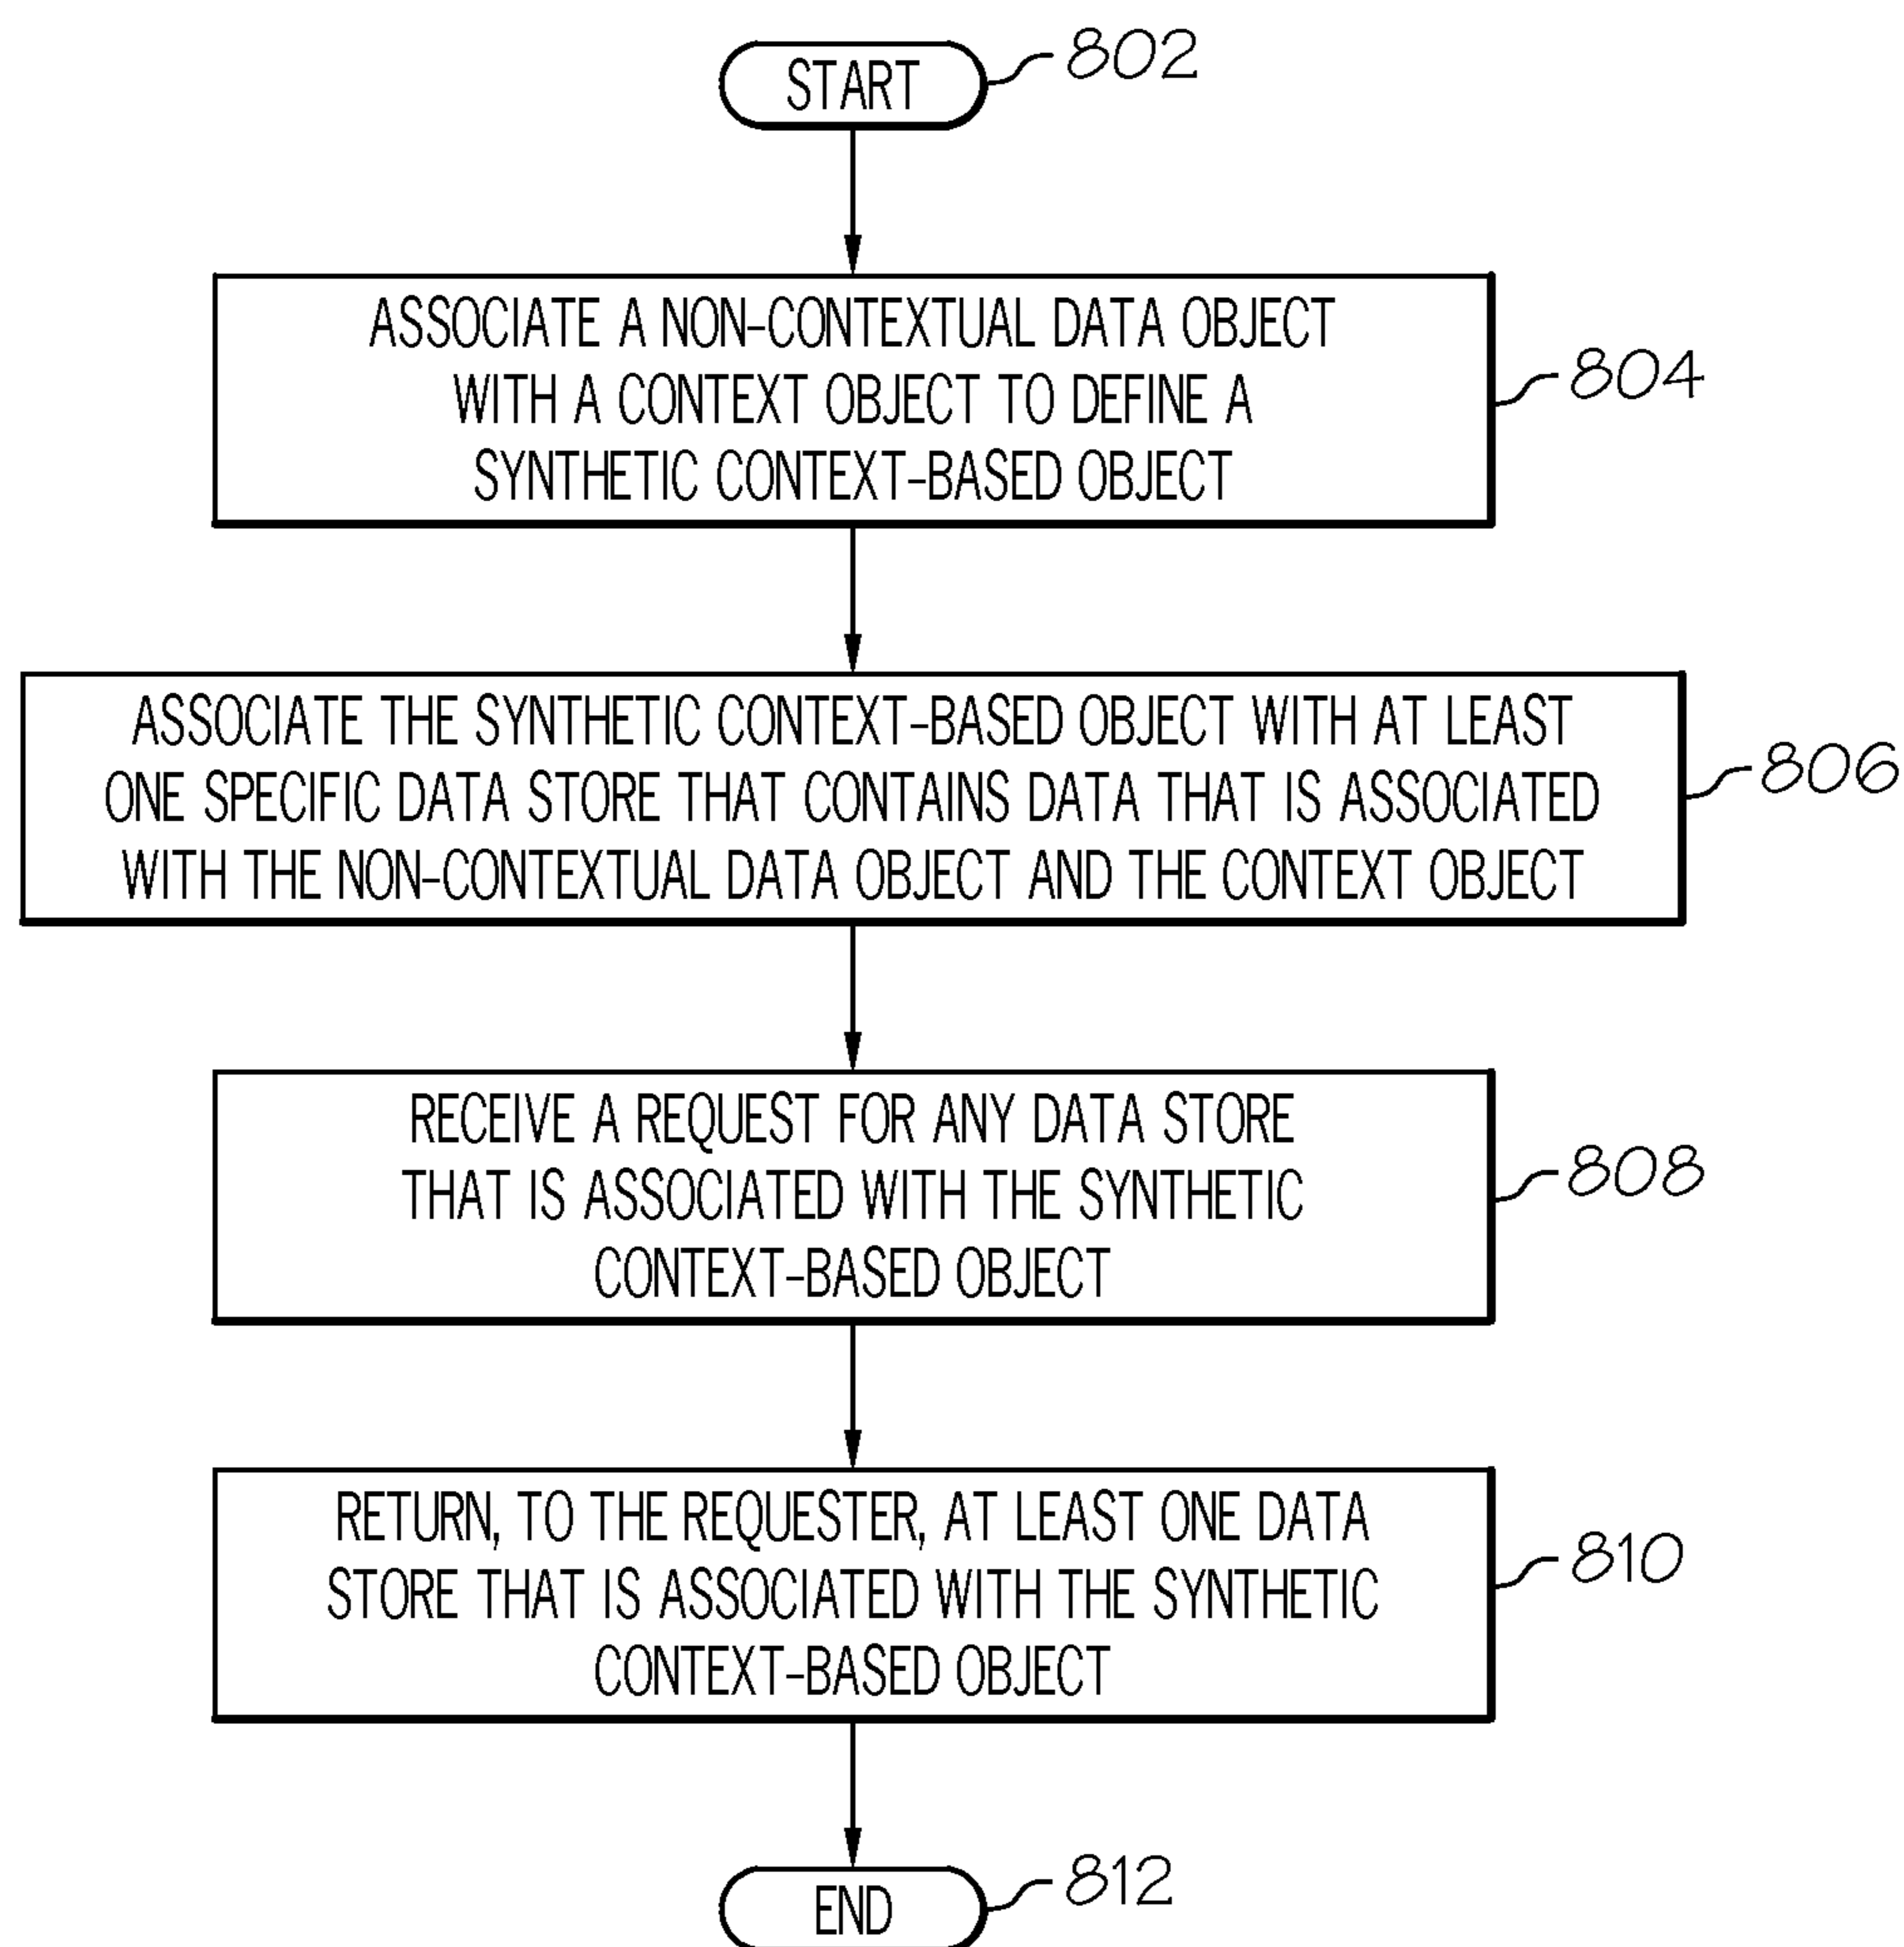 START
802
ASSOCIATE A NON-CONTEXTUAL DATA OBJECT
WITH A CONTEXT OBJECT TO DEFINE A
SYNTHETIC CONTEXT-BASED OBJECT
804
ASSOCIATE THE SYNTHETIC CONTEXT-BASED OBJECT WITH AT LEAST
ONE SPECIFIC DATA STORE THAT CONTAINS DATA THAT IS ASSOCIATED
WITH THE NON-CONTEXTUAL DATA OBJECT AND THE CONTEXT OBJECT
806
RECEIVE A REQUEST FOR ANY DATA STORE
THAT IS ASSOCIATED WITH THE SYNTHETIC
CONTEXT-BASED OBJECT
808
RETURN, TO THE REQUESTER, AT LEAST ONE DATA
STORE THAT IS ASSOCIATED WITH THE SYNTHETIC
CONTEXT-BASED OBJECT
810
END
812